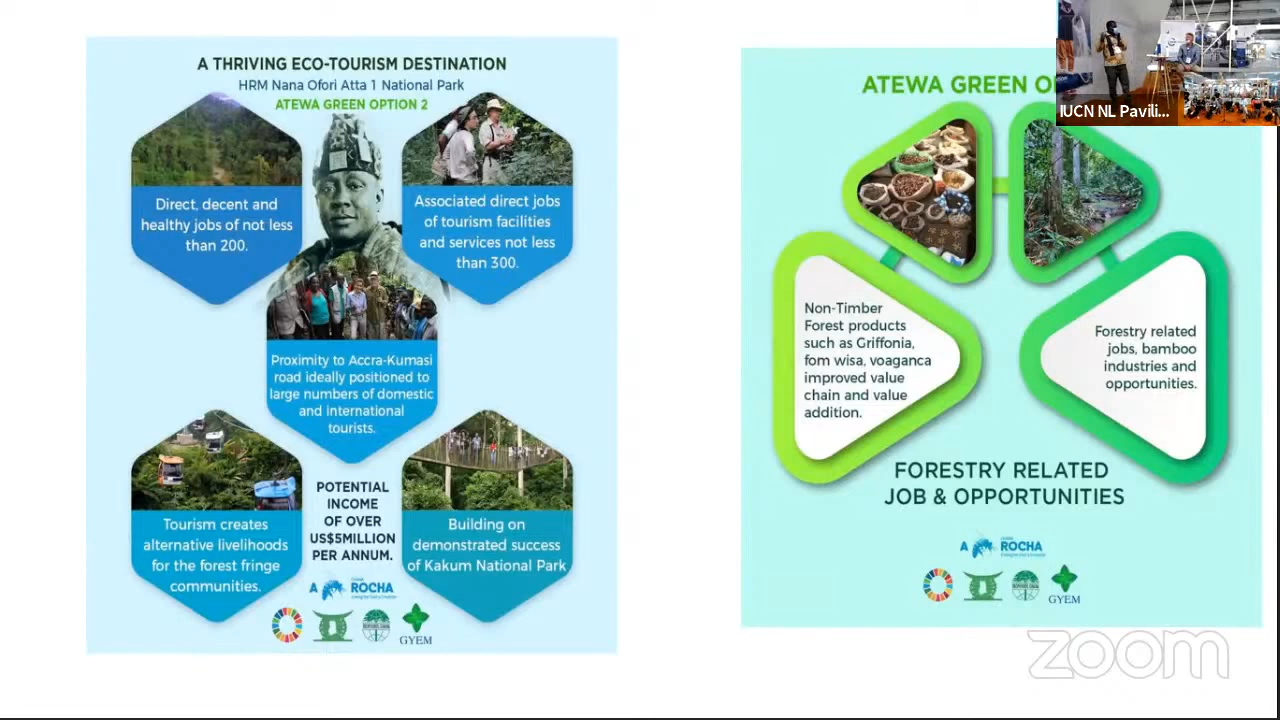 A THRIVING ECO-TOURISM DESTINATION
HRM Nana Ofori Atta 1 National Park
ATEWA GREEN OPTION 2
Direct, decent and
healthy jobs of not less
than 200.
Associated direct jobs
of tourism facilities
and services not less
than 300.
Proximity to Accra-Kumasi
road ideally positioned to
large numbers of domestic
and international
tourists.
Tourism creates
alternative livelihoods
for the forest fringe
communities.
POTENTIAL
INCOME
OF OVER
US$5MILLION
PER ANNUM.
Building on
demonstrated success
of Kakum National Park
A ROCHA
GYEM
ATEWA GREEN O
IUCN NL Pavili...
Non-Timber
Forest products
such as Griffonia,
fom wisa, voaganca
improved value
chain and value
addition.
Forestry related
jobs, bamboo
industries and
opportunities.
FORESTRY RELATED
JOB & OPPORTUNITIES
A ROCHA
GYEM
zoom